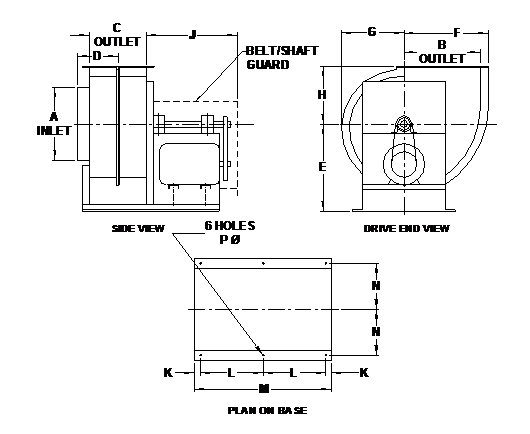 C
OUTLET
D
J
BELT/SHAFT
GUARD
A
INLET
SIDE VIEW
G
F
B
OUTLET
H
E
DRIVE END VIEW
6 HOLES
P Ø
N
N
K
L
L
K
M
PLAN ON BASE